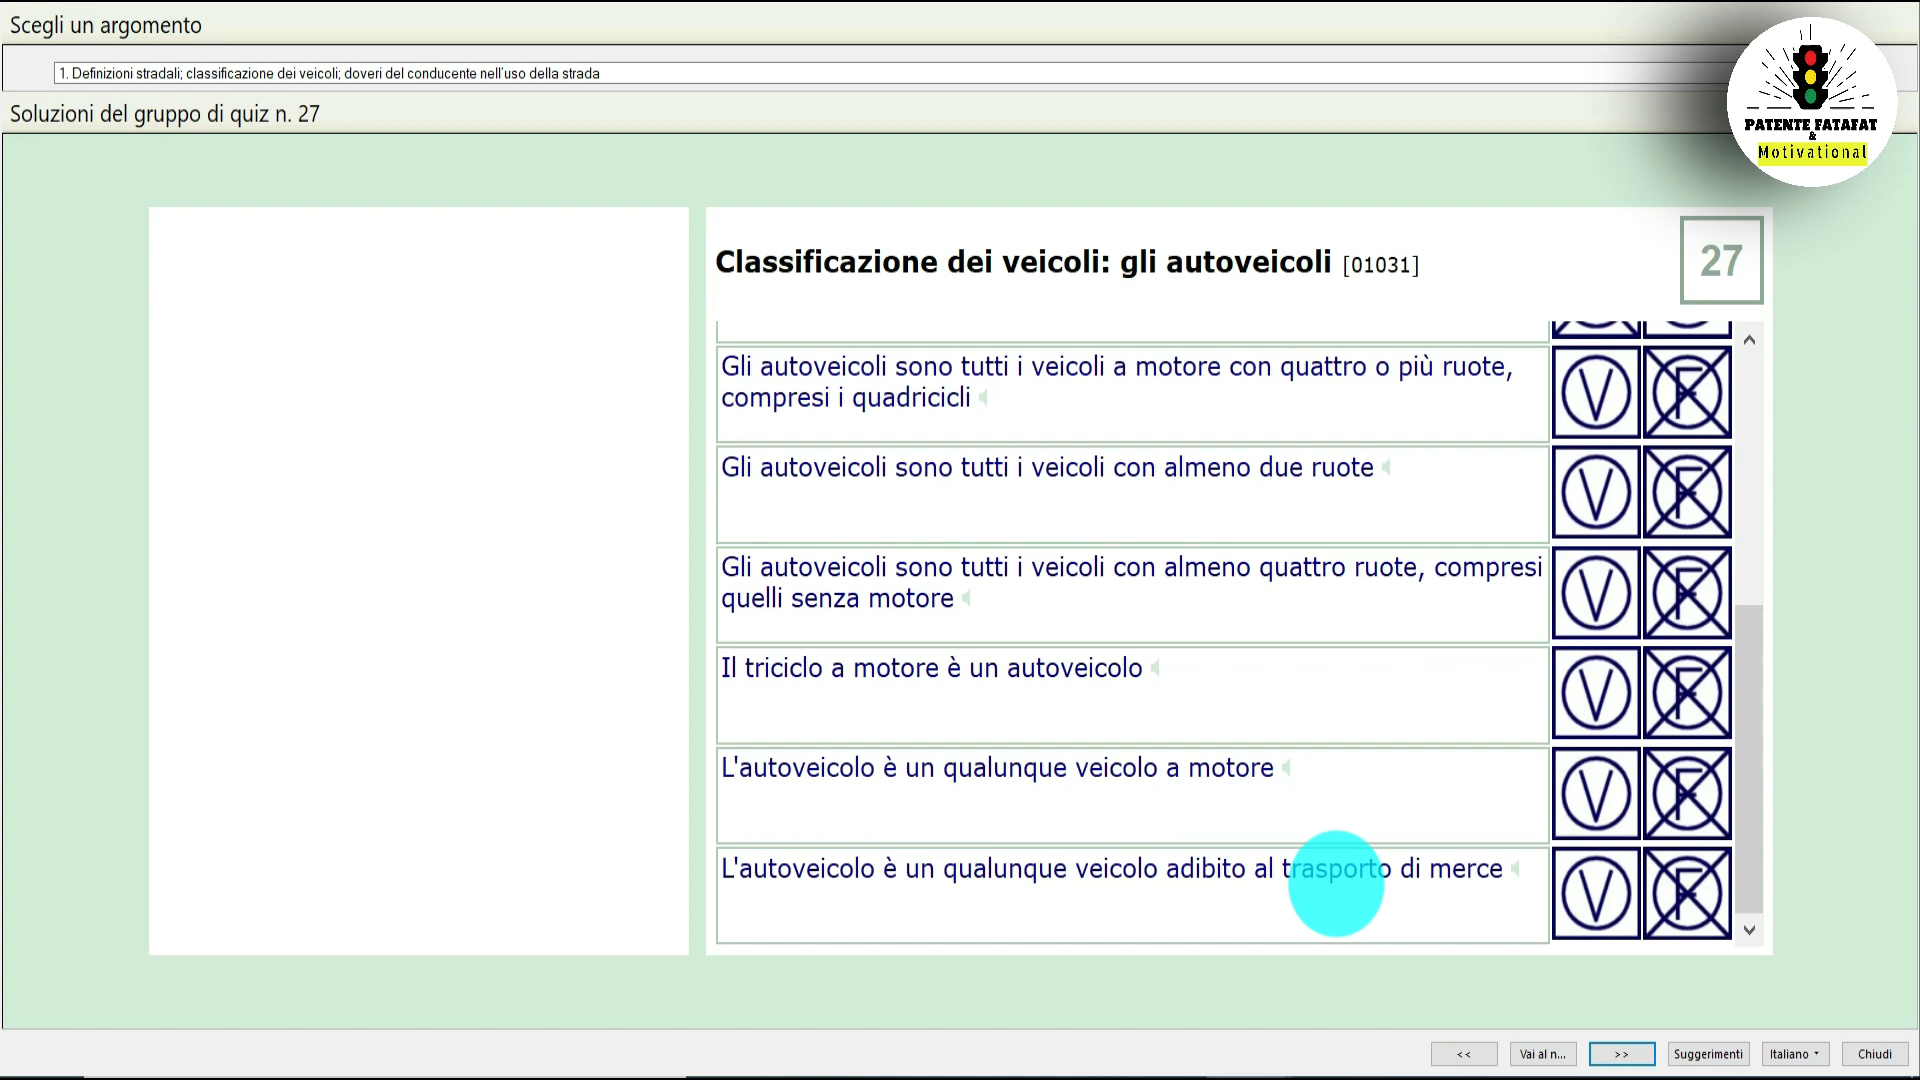 Scegli un argomento
1. Definizioni stradali; classificazione dei veicoli; doveri del conducente nell'uso della strada
Soluzioni del gruppo di quiz n. 27
PATENTE FATAFAT
&
Motivational
Classificazione dei veicoli: gli autoveicoli [01031]
27
Gli autoveicoli sono tutti i veicoli a motore con quattro o più ruote,
compresi i quadricicli
V F
Gli autoveicoli sono tutti i veicoli con almeno due ruote
V F
Gli autoveicoli sono tutti i veicoli con almeno quattro ruote, compresi
quelli senza motore
V F
Il triciclo a motore è un autoveicolo
V F
L'autoveicolo è un qualunque veicolo a motore
V F
L'autoveicolo è un qualunque veicolo adibito al trasporto di merce
V F
<< Vai al n... >> Suggerimenti Italiano Chiudi